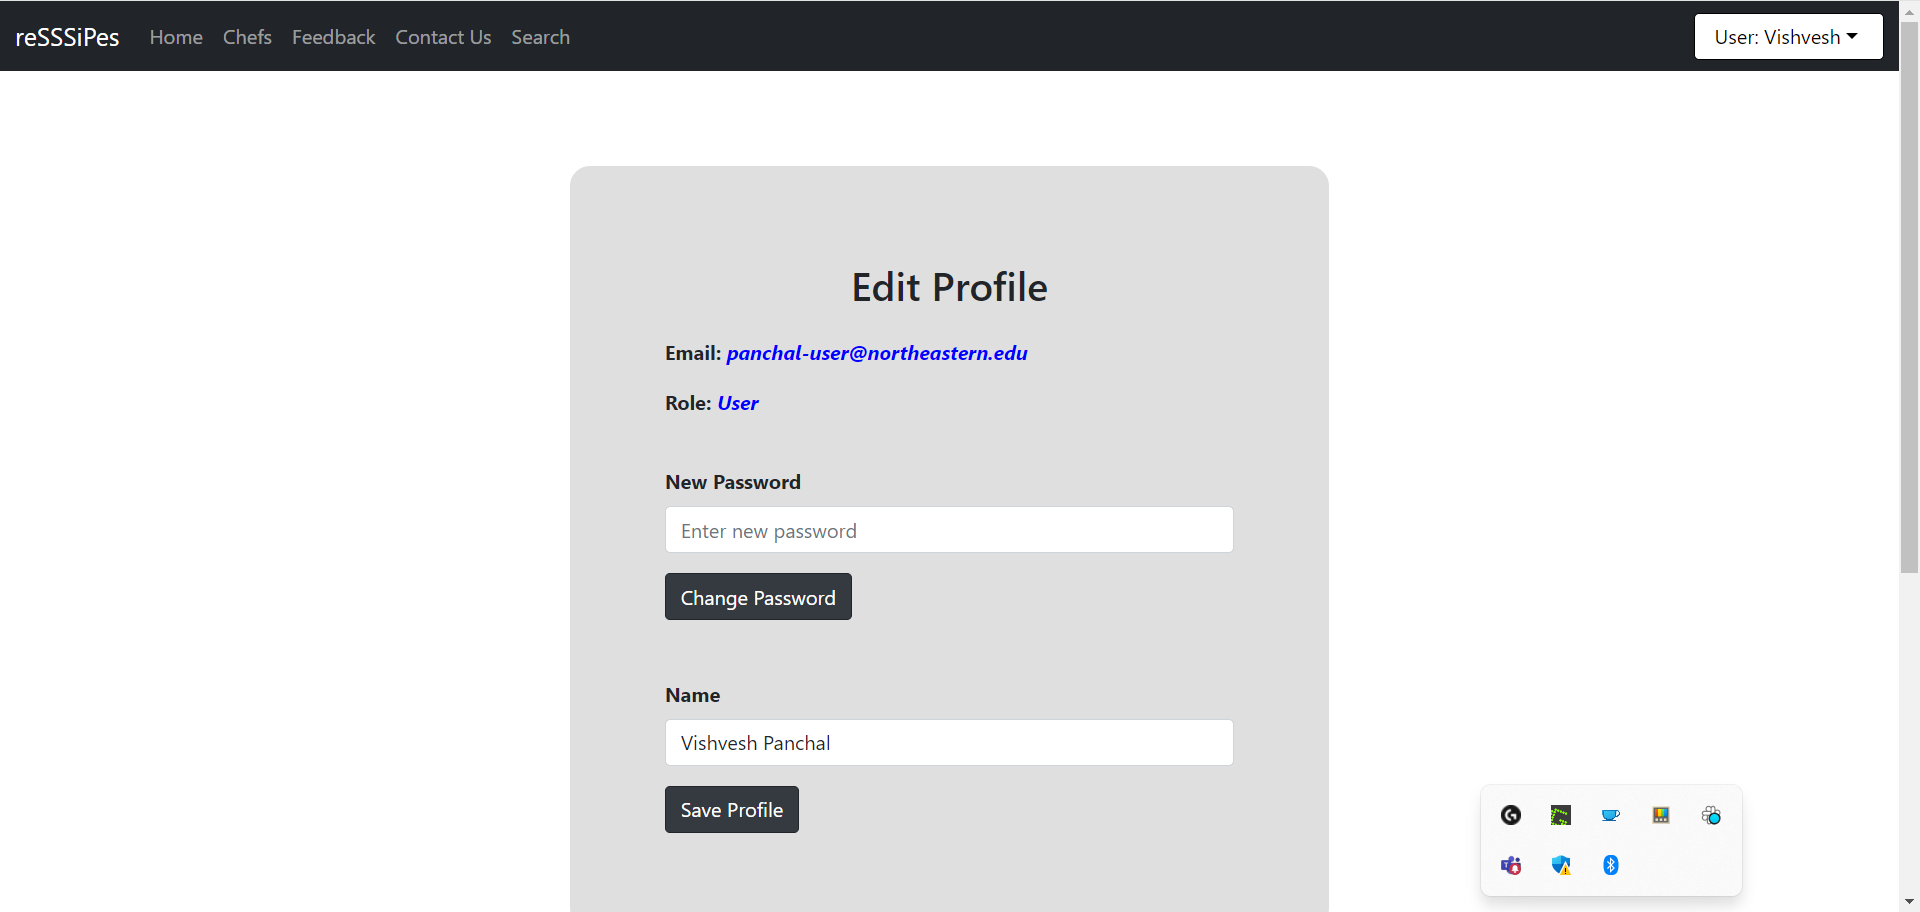 reSSSiPes Home Chefs Feedback Contact Us Search User: Vishvesh
Edit Profile
Email: panchal-user@northeastern.edu
Role: User
New Password
Enter new password
Change Password
Name
Vishvesh Panchal
Save Profile